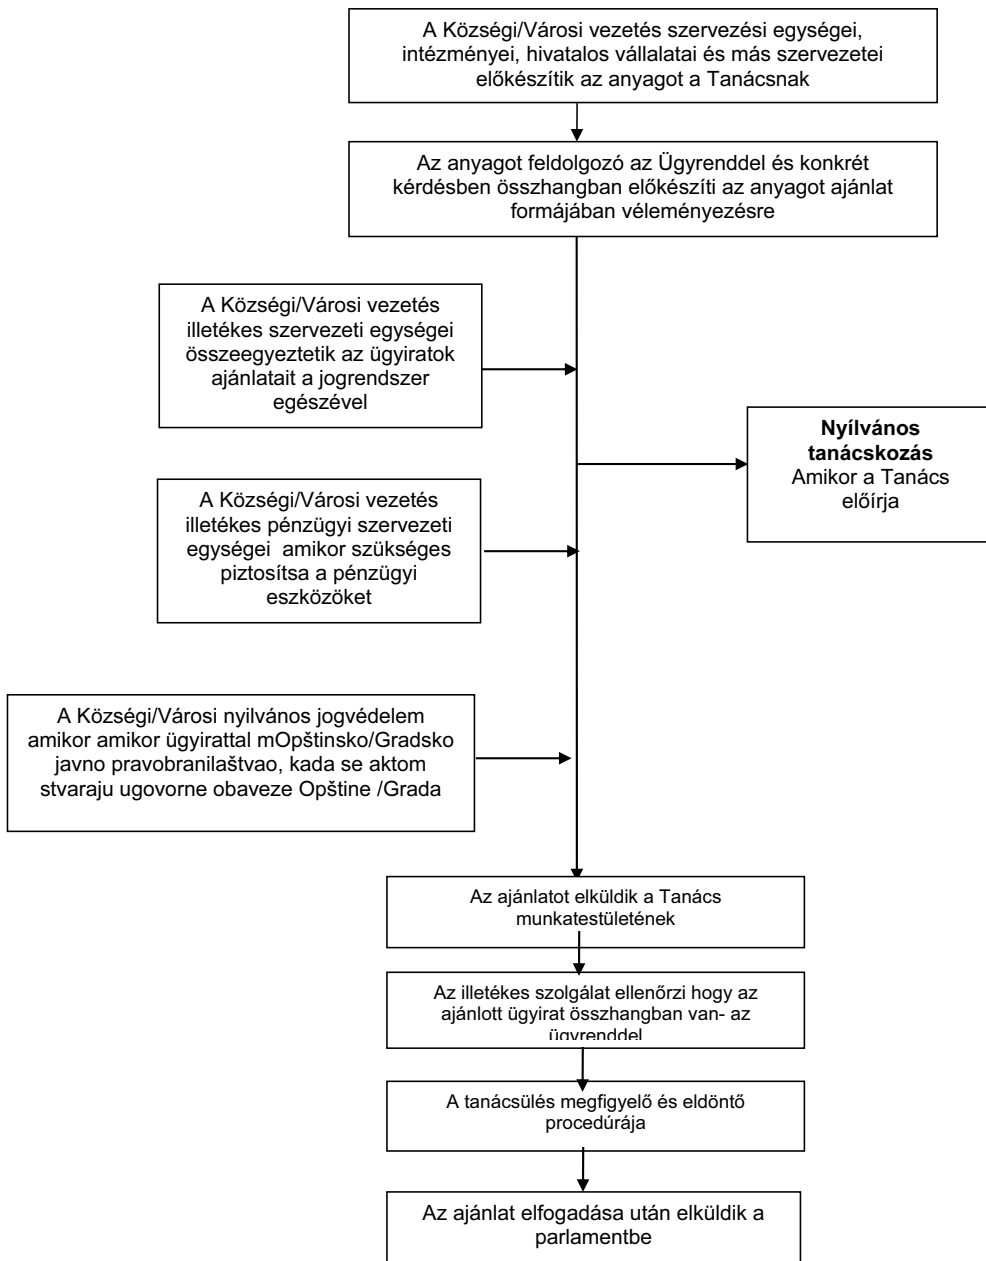 A Községi/Városi vezetés szervezési egységei,
intézményei, hivatalos vállalatai és más szervezetei
előkészítik az anyagot a Tanácsnak
Az anyagot feldolgozó az Ügyrenddel és konkrét
kérdésben összhangban előkészíti az anyagot ajánlat
formájában véleményezésre
A Községi/Városi vezetés
illetékes szervezeti egységei
összeegyeztetik az ügyiratok
ajánlatait a jogrendszer
egészével
Nyílvános
tanácskozás
Amikor a Tanács
előírja
A Községi/Városi vezetés
illetékes pénzügyi szervezeti
egységei amikor szükséges
piztosítsa a pénzügyi
eszközöket
A Községi/Városi nyilvános jogvédelem
amikor amikor ügyirattal mOpštinsko/Gradsko
javno pravobranilaštvao, kada se aktom
stvaraju ugovorne obaveze Opštine /Grada
Az ajánlatot elküldik a Tanács
munkatestületének
Az illetékes szolgálat ellenőrzi hogy az
ajánlott ügyirat összhangban van- az
ügyrenddel
A tanácsülés megfigyelő és eldöntő
procedúrája
Az ajánlat elfogadása után elküldik a
parlamentbe